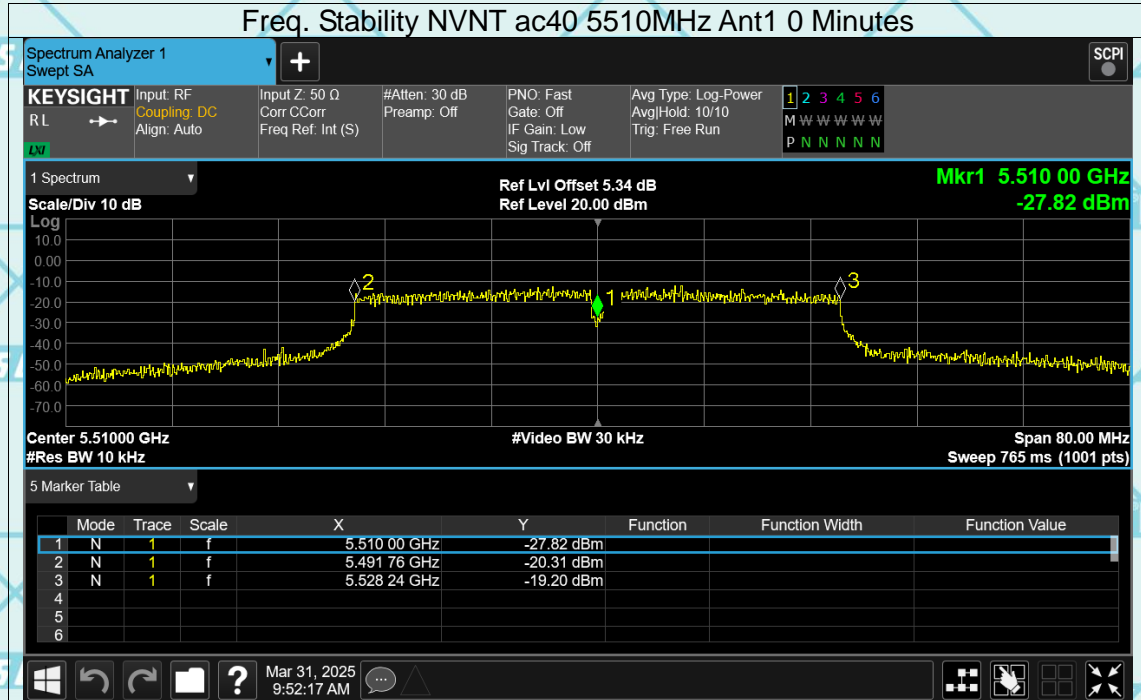 Freq. Stability NVNT ac40 5510MHz Ant1 0 Minutes
Spectrum Analyzer 1
Swept SA
+
SCPI
KEYSIGHT
RL
LXI
Input: RF
Coupling: DC
Align: Auto
Input Z: 50 Ω
Corr CCorr
Freq Ref: Int (S)
#Atten: 30 dB
Preamp: Off
PNO: Fast
Gate: Off
IF Gain: Low
Sig Track: Off
Avg Type: Log-Power
Avg|Hold: 10/10
Trig: Free Run
1 2 3 4 5 6
M W W W W W
P N N N N N
1 Spectrum
Scale/Div 10 dB
Ref Lvl Offset 5.34 dB
Ref Level 20.00 dBm
Mkr1 5.510 00 GHz
-27.82 dBm
Log
10.0
0.00
-10.0
-20.0
-30.0
-40.0
-50.0
-60.0
-70.0
2
1
3
Center 5.51000 GHz
#Video BW 30 kHz
Span 80.00 MHz
#Res BW 10 kHz
Sweep 765 ms (1001 pts)
5 Marker Table
Mode Trace Scale X Y Function Function Width Function Value
1 N 1 f 5.510 00 GHz -27.82 dBm
2 N 1 f 5.491 76 GHz -20.31 dBm
3 N 1 f 5.528 24 GHz -19.20 dBm
4
5
6
?
Mar 31, 2025
9:52:17 AM